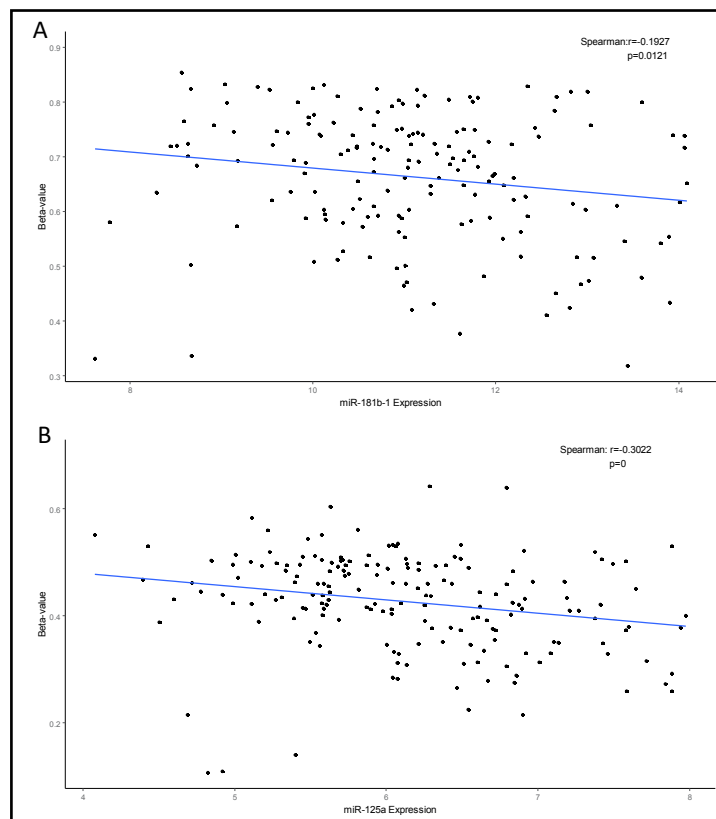 A
Spearman:r=-0.1927
p=0.0121
0.9
0.8
0.7
0.6
0.5
0.4
0.3
Beta-value
8
10
12
14
miR-181b-1 Expression
B
Spearman: r=-0.3022
p=0
0.6
0.4
0.2
Beta-value
4
5
6
7
8
miR-125a Expression